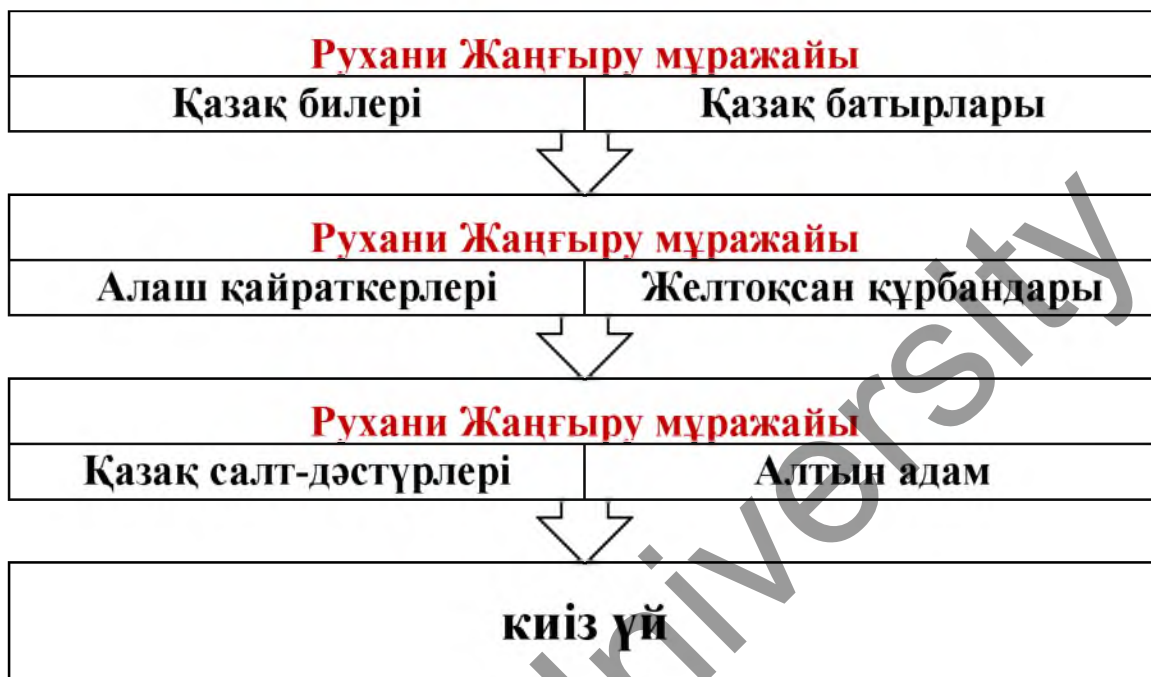 Рухани Жаңғыру мұражайы
Қазақ билері
Қазақ батырлары
Рухани Жаңғыру мұражайы
Алаш қайраткерлері
Желтоқсан құрбандары
Рухани Жаңғыру мұражайы
Қазақ салт-дәстүрлері
Алтын адам
киіз үй
University